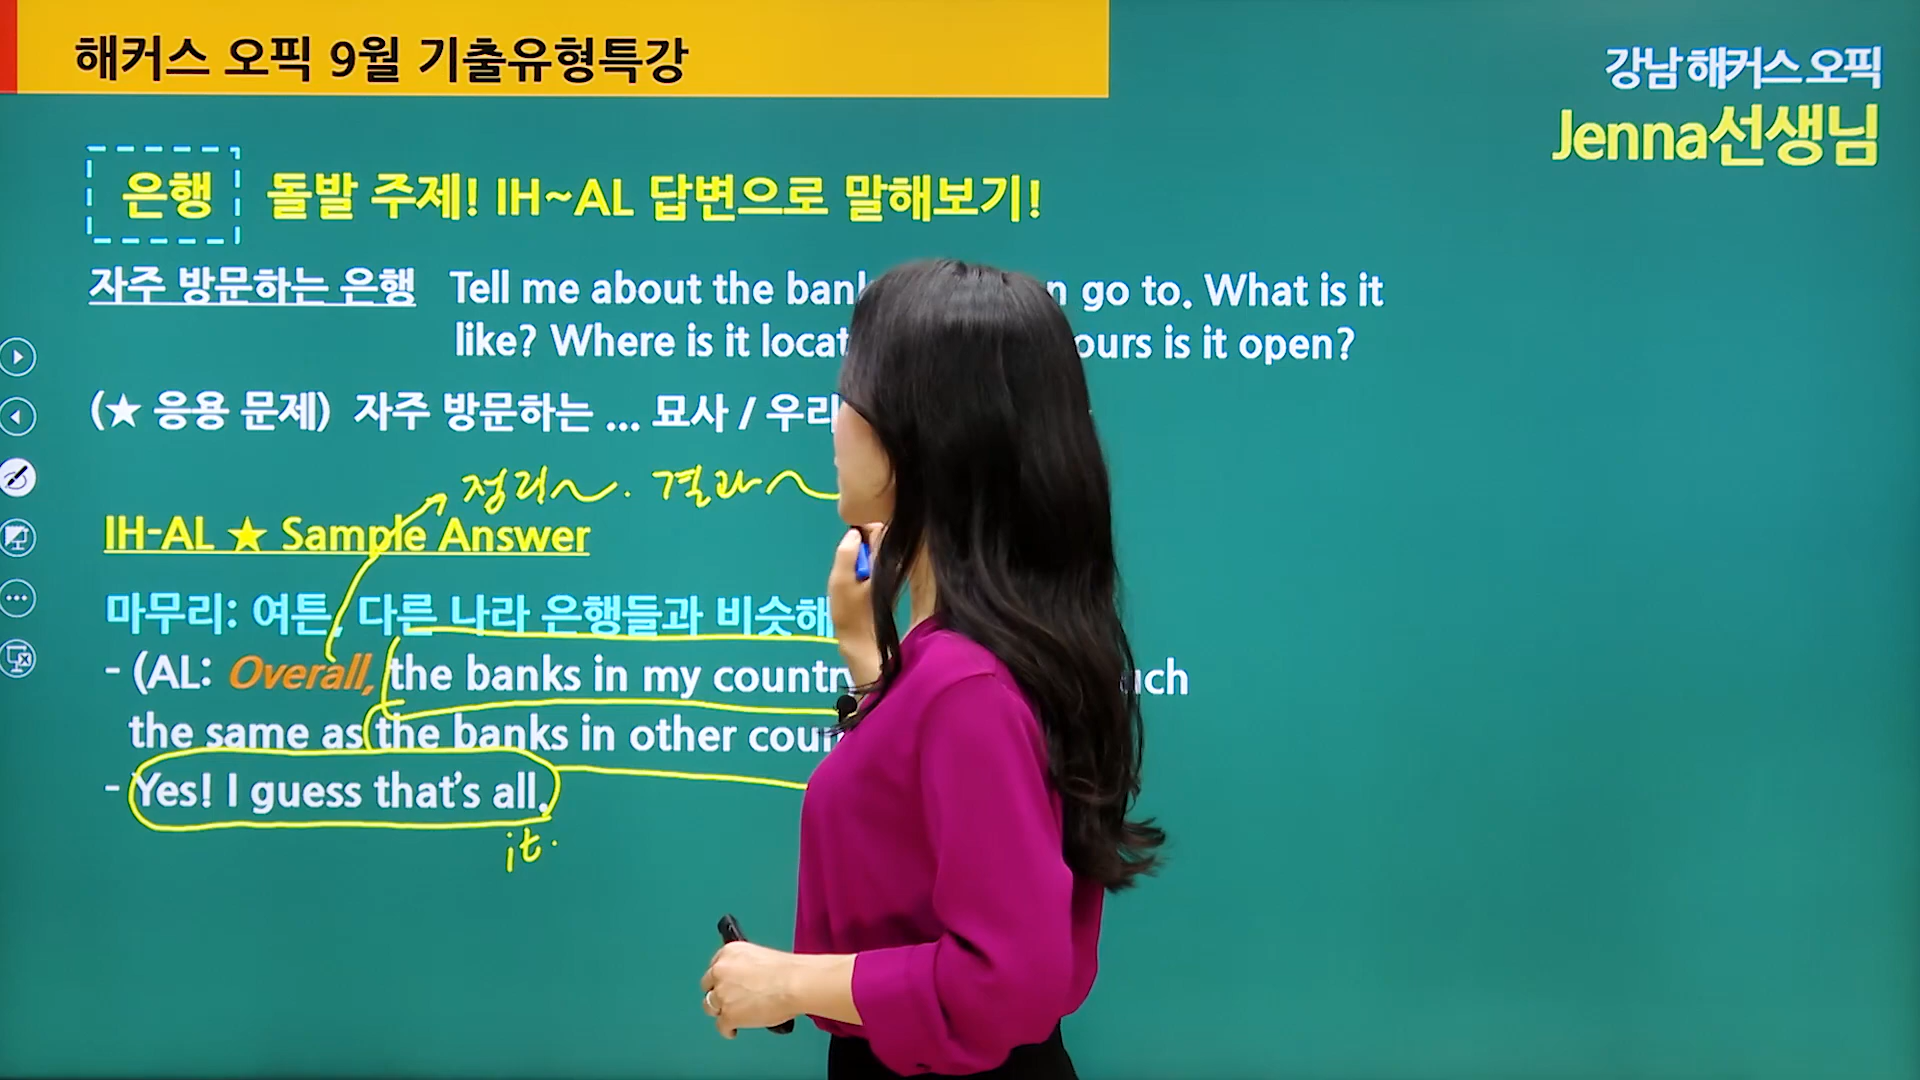 해커스 오픽 9월 기출유형특강
강남 해커스 오픽
Jenna선생님
은행 돌발 주제! IH~AL 답변으로 말해보기!
자주 방문하는 은행 Tell me about the go to. What is it
like? Where is it is it open?
(★ 응용 문제) 자주 방문하는 ... 묘사 / 우리
정리~. 결과~
IH-AL ★ Sample Answer
마무리: 여튼, 다른 나라 은행들과 비슷해
- (AL: Overall, the banks in my
the same as the banks in other
- Yes! I guess that's all.
it.